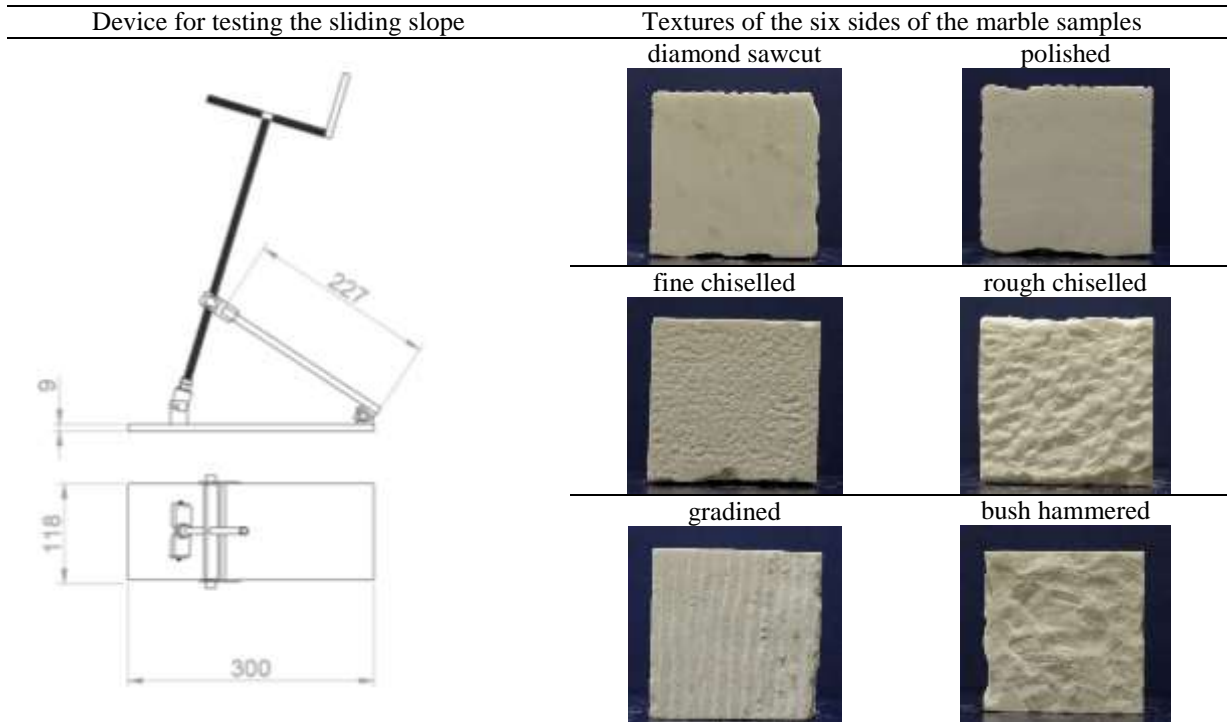 Device for testing the sliding slope
Textures of the six sides of the marble samples
diamond sawcut
polished
227
9
118
300
fine chiselled
rough chiselled
gradined
bush hammered